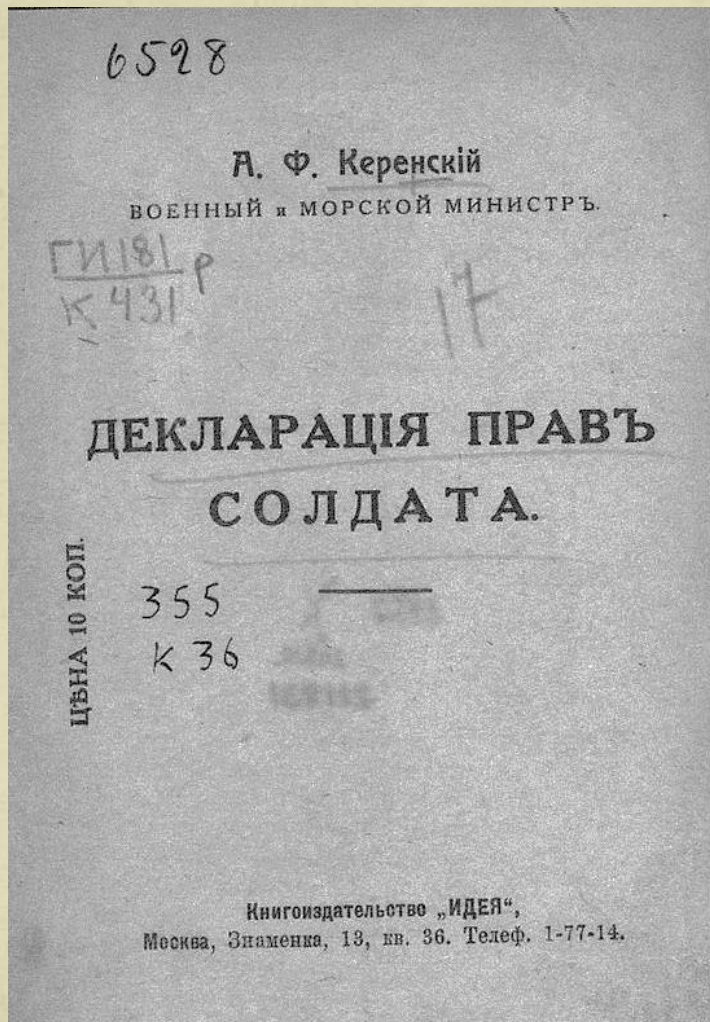 6528
А. Ф. Керенскій
ВОЕННЫЙ и МОРСКОЙ МИНИСТРЪ.
ГИ181 р
К 431
17
ДЕКЛАРАЦІЯ ПРАВЪ
СОЛДАТА.
ЦѢНА 10 КОП.
355
К 36
Книгоиздательство „ИДЕЯ“,
Москва, Знаменка, 13, кв. 36. Телеф. 1-77-14.